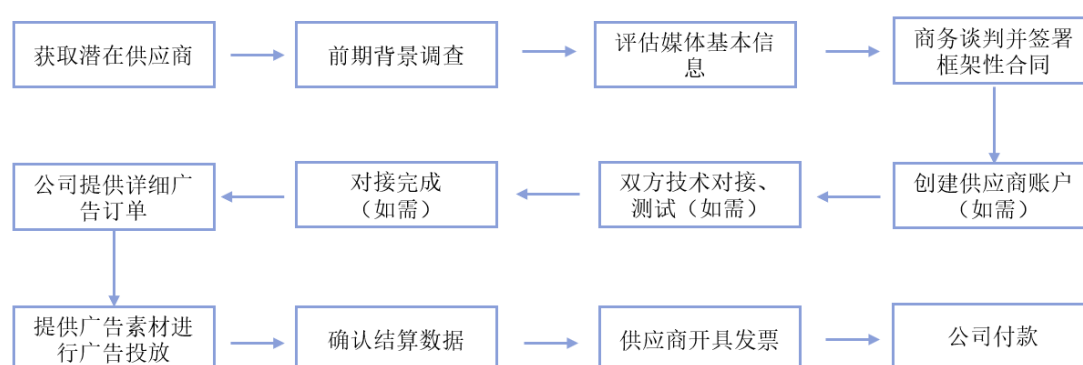 获取潜在供应商
前期背景调查
评估媒体基本信
息
商务谈判并签署
框架性合同
创建供应商账户
（如需）
双方技术对接、
测试（如需）
对接完成
（如需）
公司提供详细广
告订单
提供广告素材进
行广告投放
确认结算数据
供应商开具发票
公司付款